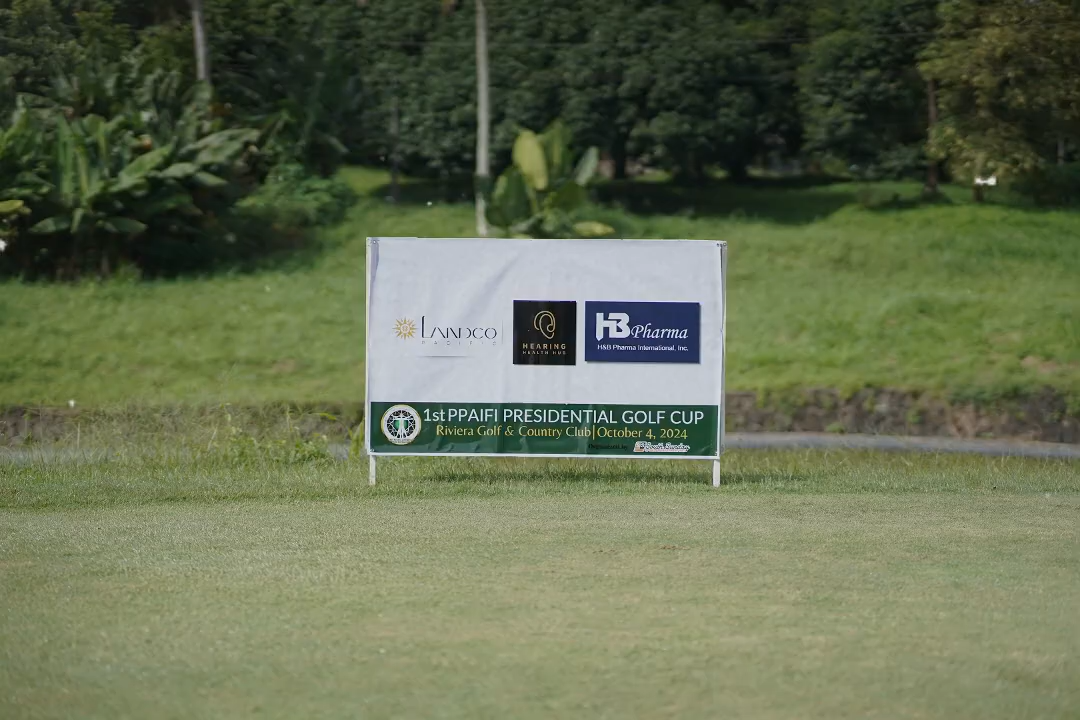 LANDCO
PACIFIC
HEARING
HEALTH HUB
HB Pharma
H&B Pharma International, Inc.
1st PPAIFI PRESIDENTIAL GOLF CUP
Riviera Golf & Country Club|October 4, 2024